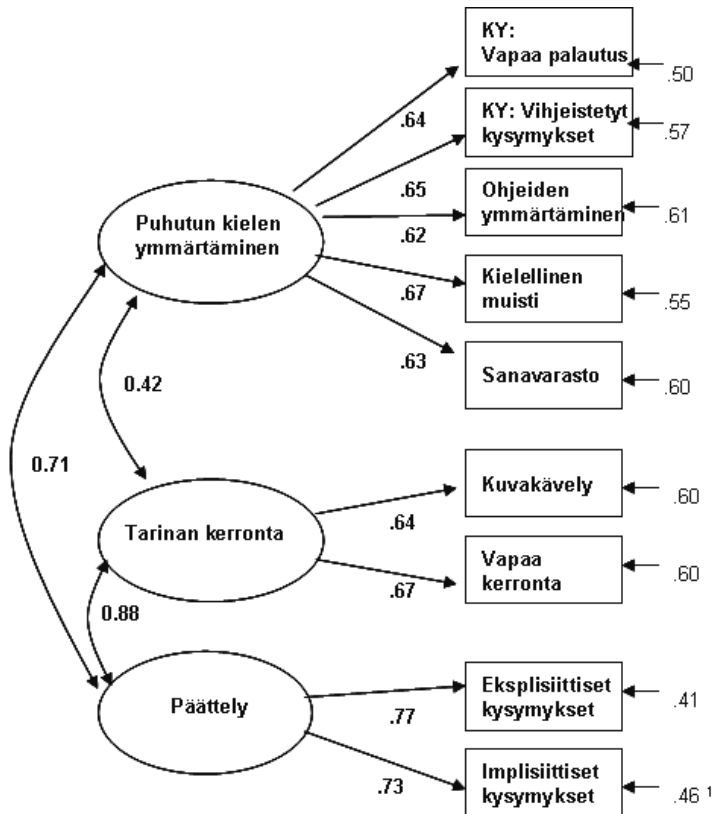 KY:
Vapaa palautus
.50
.64
KY: Vihjeistetyt
kysymykset
.57
.65
Ohjeiden
ymmärtäminen
.61
Puhutun kielen
ymmärtäminen
.62
Kielellinen
muisti
.55
.67
Sanavarasto
.60
.63
0.42
0.71
Kuvakävely
.60
.64
Tarinan kerronta
Vapaa
kerronta
.60
.67
0.88
Eksplisiittiset
kysymykset
.41
.77
Päättely
Implisiittiset
kysymykset
.46 1
.73